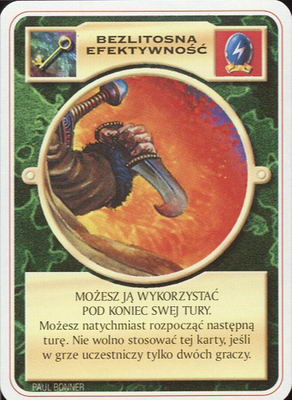 BEZLITOSNA
EFEKTYWNOŚĆ
MOŻESZ JĄ WYKORZYSTAĆ
POD KONIEC SWEJ TURY.
Możesz natychmiast rozpocząć następną
turę. Nie wolno stosować tej karty, jeśli
w grze uczestniczy tylko dwóch graczy.
PAUL BONNER